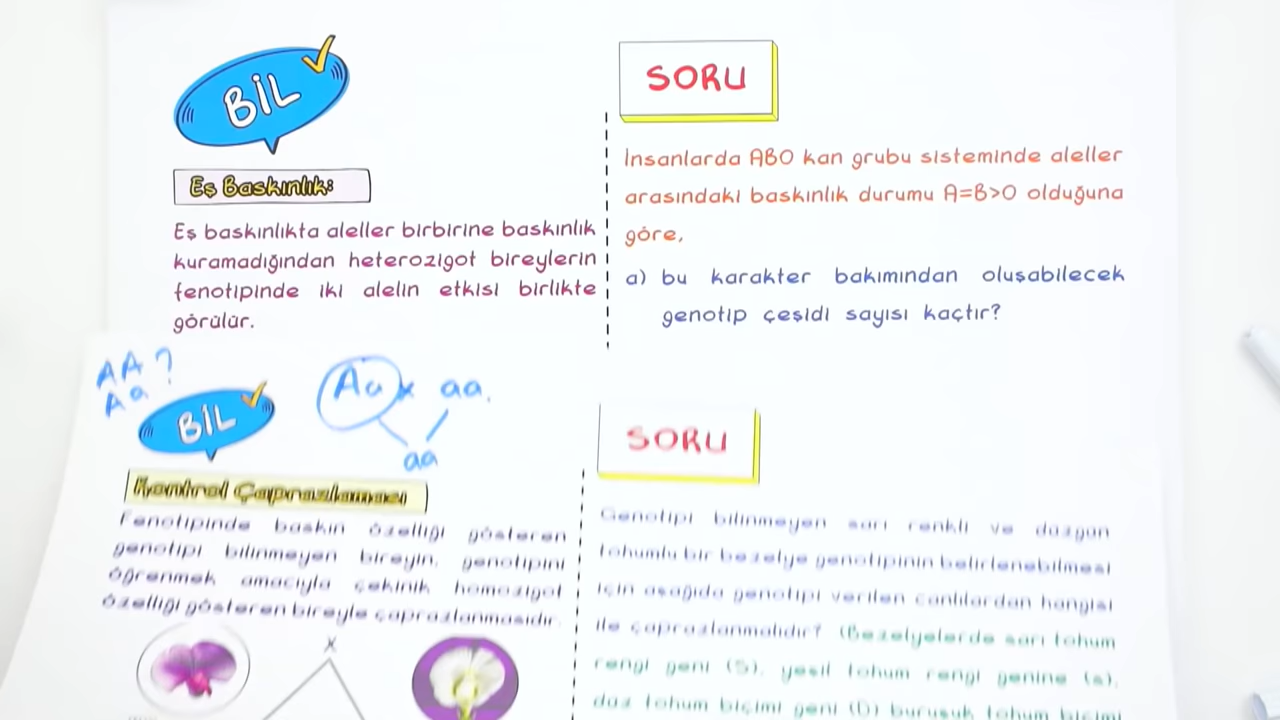 BİL
Eş Baskınlık:
Eş baskınlıkta aleller birbirine baskınlık
kuramadığından heterozigot bireylerin
fenotipinde iki alelin etkisi birlikte
görülür.
SORU
İnsanlarda ABO kan grubu sisteminde aleller
arasındaki baskınlık durumu A=B>O olduğuna
göre,
a) bu karakter bakımından oluşabilecek
genotip çeşidi sayısı kaçtır?
AA ?
Aa
BİL
Aa x aa.
aa
Kontrol Çaprazlaması
Fenotipinde baskın özelliği gösteren
genotipi bilinmeyen bireyin, genotipini
öğrenmek amacıyla çekinik homozigot
özelliği gösteren bireyle çaprazlanmasıdır.
X
SORU
Genotipi bilinmeyen sarı renkli ve düzgün
tohumlu bir bezelye genotipinin belirlenebilmesi
için aşağıda genotipi verilen canlılardan hangisi
ile çaprazlanmalıdır? (Bezelyelerde sarı tohum
rengi geni (S), yeşil tohum rengi genine (s),
düz tohum biçimi geni (D) buruşuk tohum biçimi